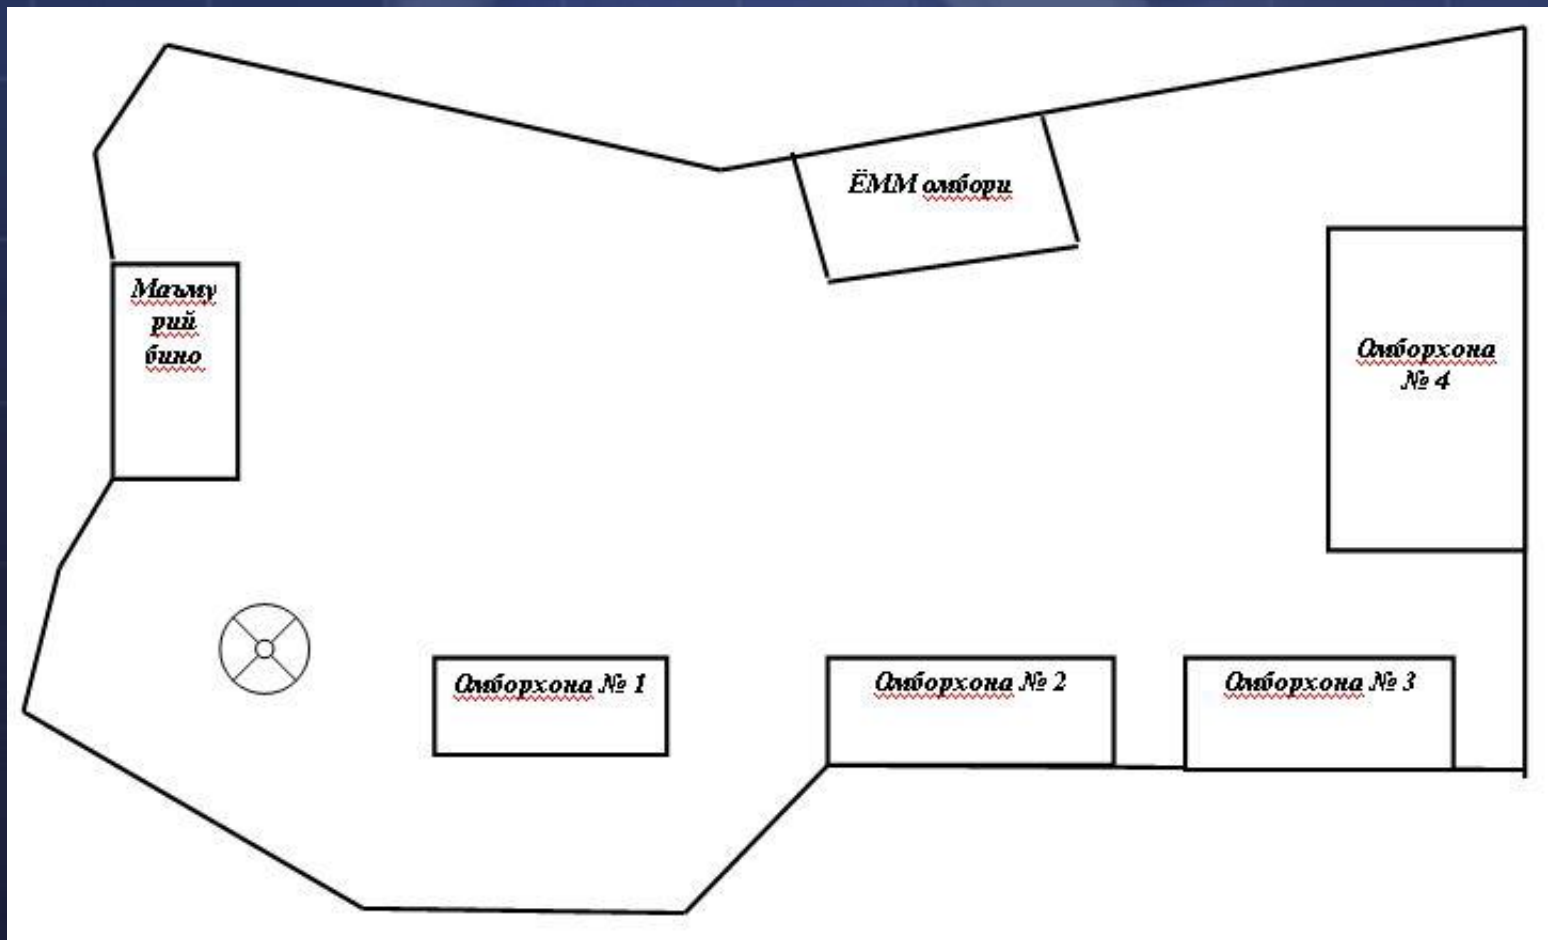 ЁММ омбори
Маъму
рий
бино
Омборхона
№ 4
Омборхона № 1
Омборхона № 2
Омборхона № 3